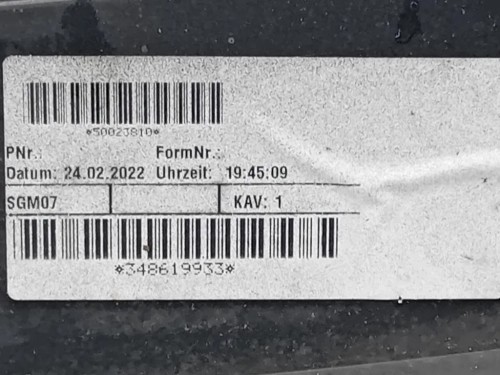 *50023810*
PNr.: FormNr.:
Datum: 24.02.2022 Uhrzeit: 19:45:09
SGM07 KAV: 1
*348619933*